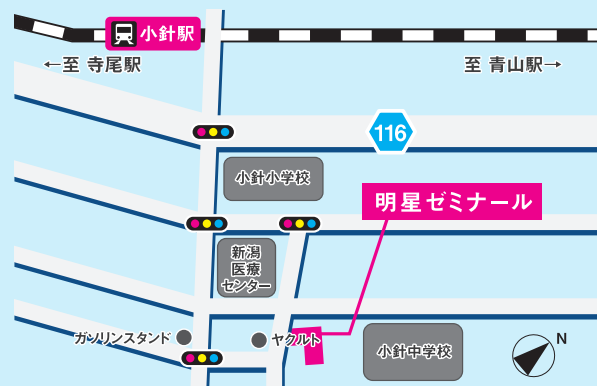 小針駅
←至 寺尾駅
至 青山駅→
116
小針小学校
明星ゼミナール
新潟
医療
センター
ガソリンスタンド
ヤクルト
小針中学校
N